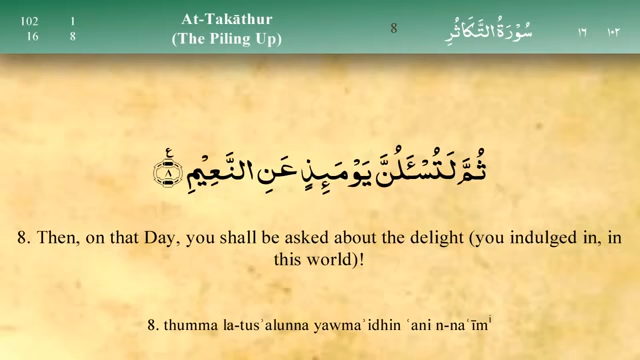 102 1 At-Takāthur 8 سُوْرَةُ التَّكَاثُرِ ١٦ ١٠٢
16 8 (The Piling Up)
ثُمَّ لَتُسْـَٔلُنَّ يَوْمَئِذٍ عَنِ النَّعِيْمِ ٨ ع
8. Then, on that Day, you shall be asked about the delight (you indulged in, in
this world)!
8. thumma la-tusʾalunna yawmaʾidhin ʿani n-naʿīmⁱ